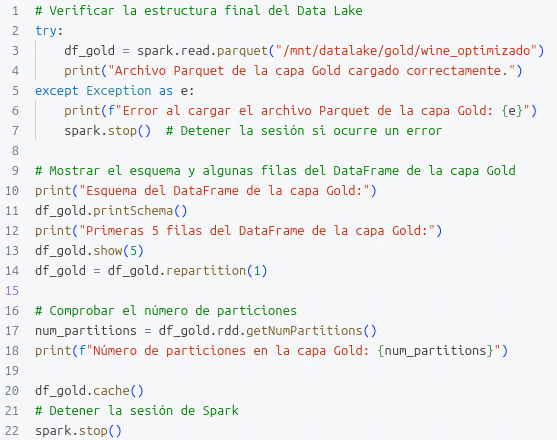 1 # Verificar la estructura final del Data Lake
2 try:
3     df_gold = spark.read.parquet("/mnt/datalake/gold/wine_optimizado")
4     print("Archivo Parquet de la capa Gold cargado correctamente.")
5 except Exception as e:
6     print(f"Error al cargar el archivo Parquet de la capa Gold: {e}")
7     spark.stop()  # Detener la sesión si ocurre un error
8
9 # Mostrar el esquema y algunas filas del DataFrame de la capa Gold
10 print("Esquema del DataFrame de la capa Gold:")
11 df_gold.printSchema()
12 print("Primeras 5 filas del DataFrame de la capa Gold:")
13 df_gold.show(5)
14 df_gold = df_gold.repartition(1)
15
16 # Comprobar el número de particiones
17 num_partitions = df_gold.rdd.getNumPartitions()
18 print(f"Número de particiones en la capa Gold: {num_partitions}")
19
20 df_gold.cache()
21 # Detener la sesión de Spark
22 spark.stop()